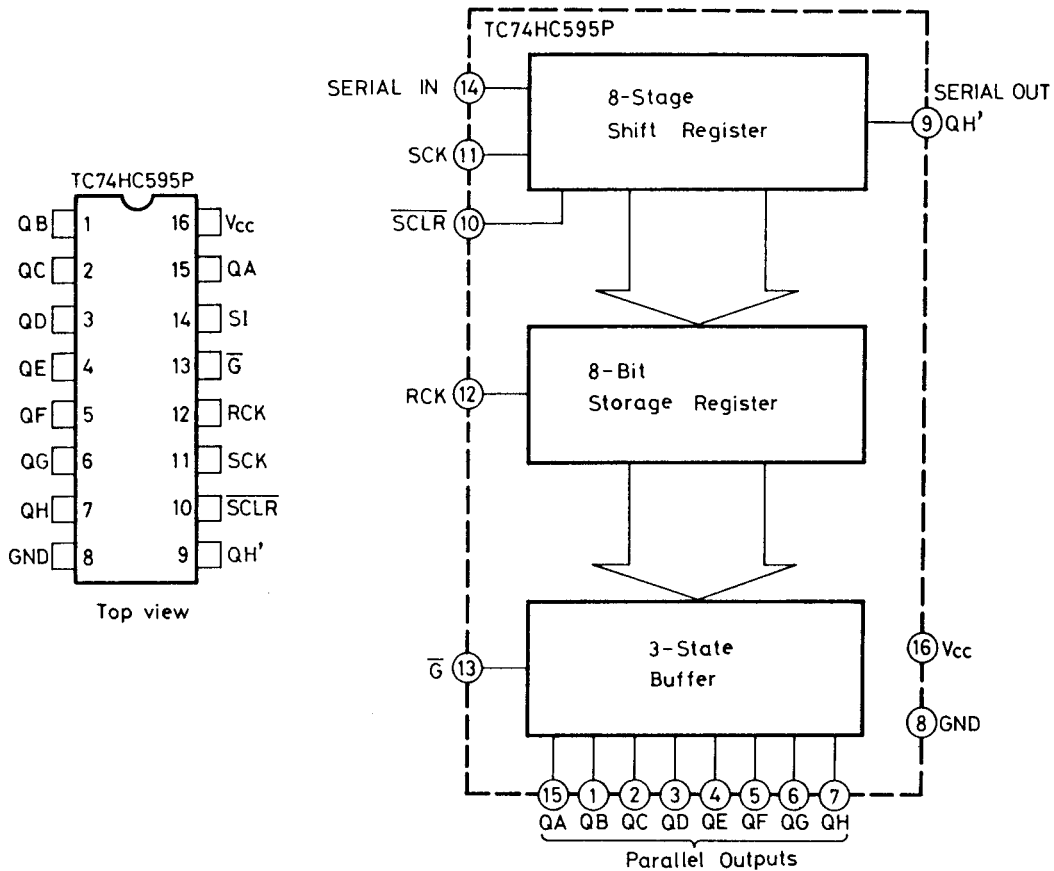 TC74HC595P
QB 1 16 Vcc
QC 2 15 QA
QD 3 14 SI
QE 4 13 G̅
QF 5 12 RCK
QG 6 11 SCK
QH 7 10 S̅C̅L̅R̅
GND 8 9 QH'
Top view
TC74HC595P
SERIAL IN 14
8-Stage
Shift Register
SERIAL OUT
9 QH'
SCK 11
S̅C̅L̅R̅ 10
RCK 12
8-Bit
Storage Register
G̅ 13
3-State
Buffer
16 Vcc
8 GND
15 1 2 3 4 5 6 7
QA QB QC QD QE QF QG QH
Parallel Outputs